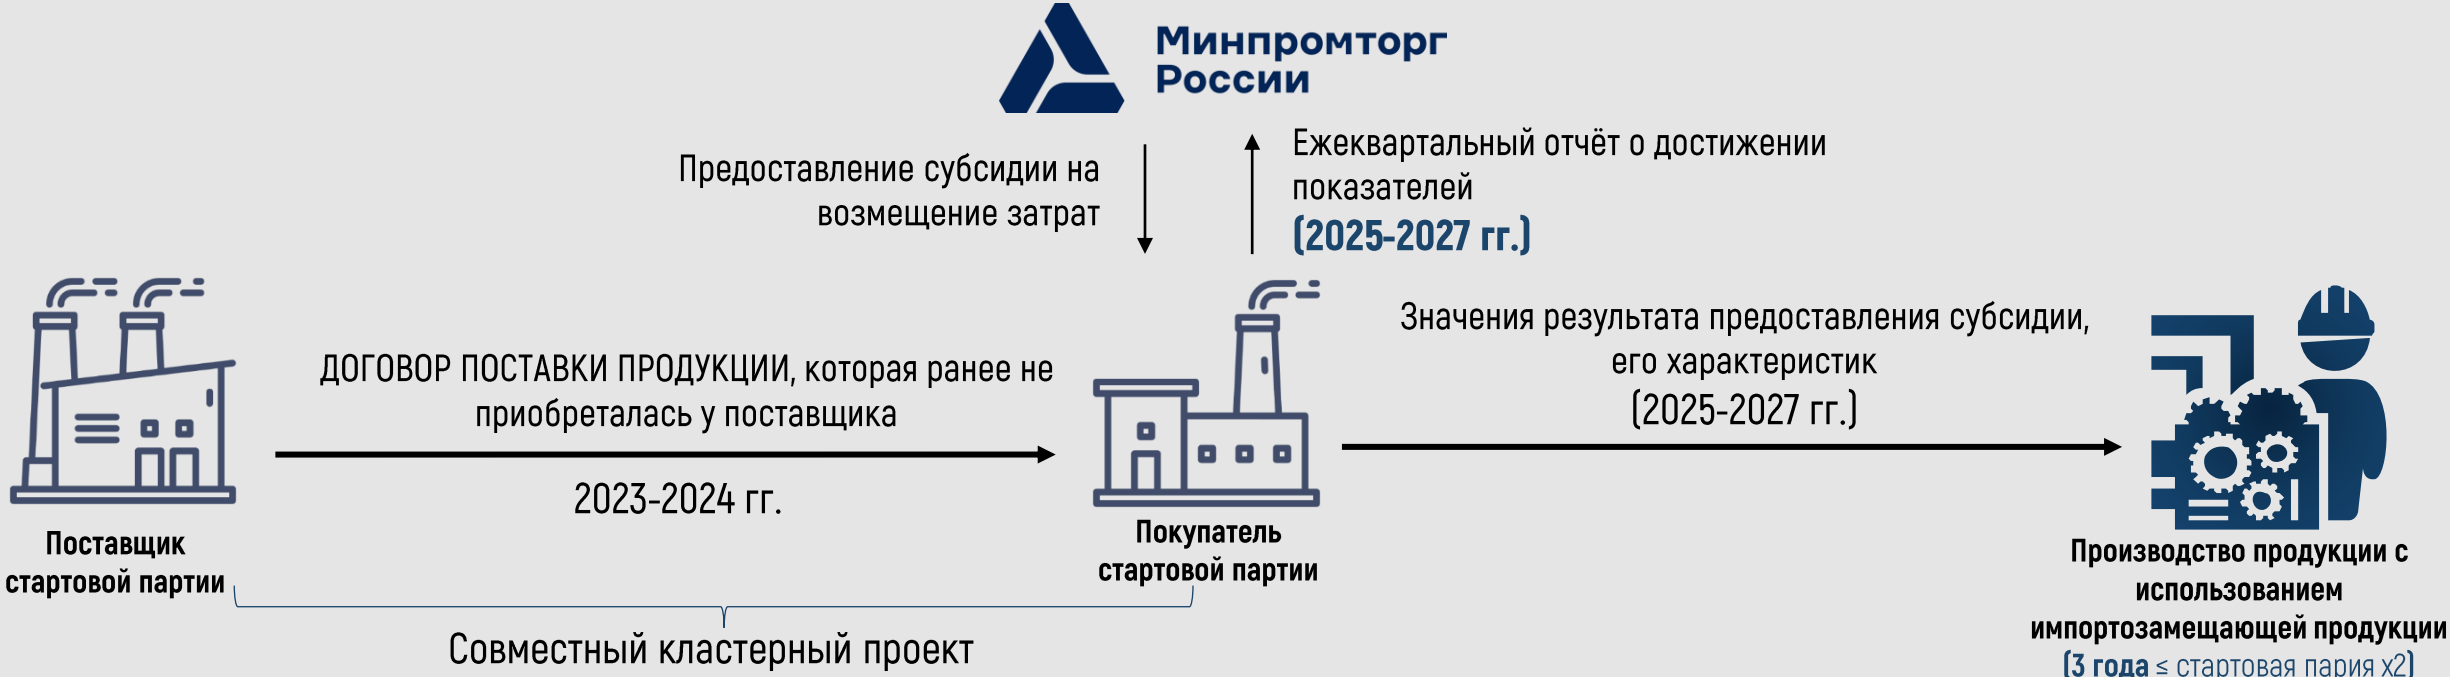 Минпромторг
России
Предоставление субсидии на
возмещение затрат
Ежеквартальный отчёт о достижении
показателей
(2025-2027 гг.)
ДОГОВОР ПОСТАВКИ ПРОДУКЦИИ, которая ранее не
приобреталась у поставщика
2023-2024 гг.
Значения результата предоставления субсидии,
его характеристик
(2025-2027 гг.)
Поставщик
стартовой партии
Покупатель
стартовой партии
Совместный кластерный проект
Производство продукции с
использованием
импортозамещающей продукции
(3 года ≤ стартовая пария х2)